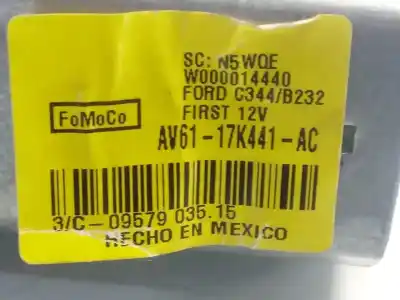 SC: N5WQE
W000014440
FORD C344/B232
FIRST 12V
FoMoCo
AV61-17K441-AC
3/C-09579 035.15
HECHO EN MEXICO